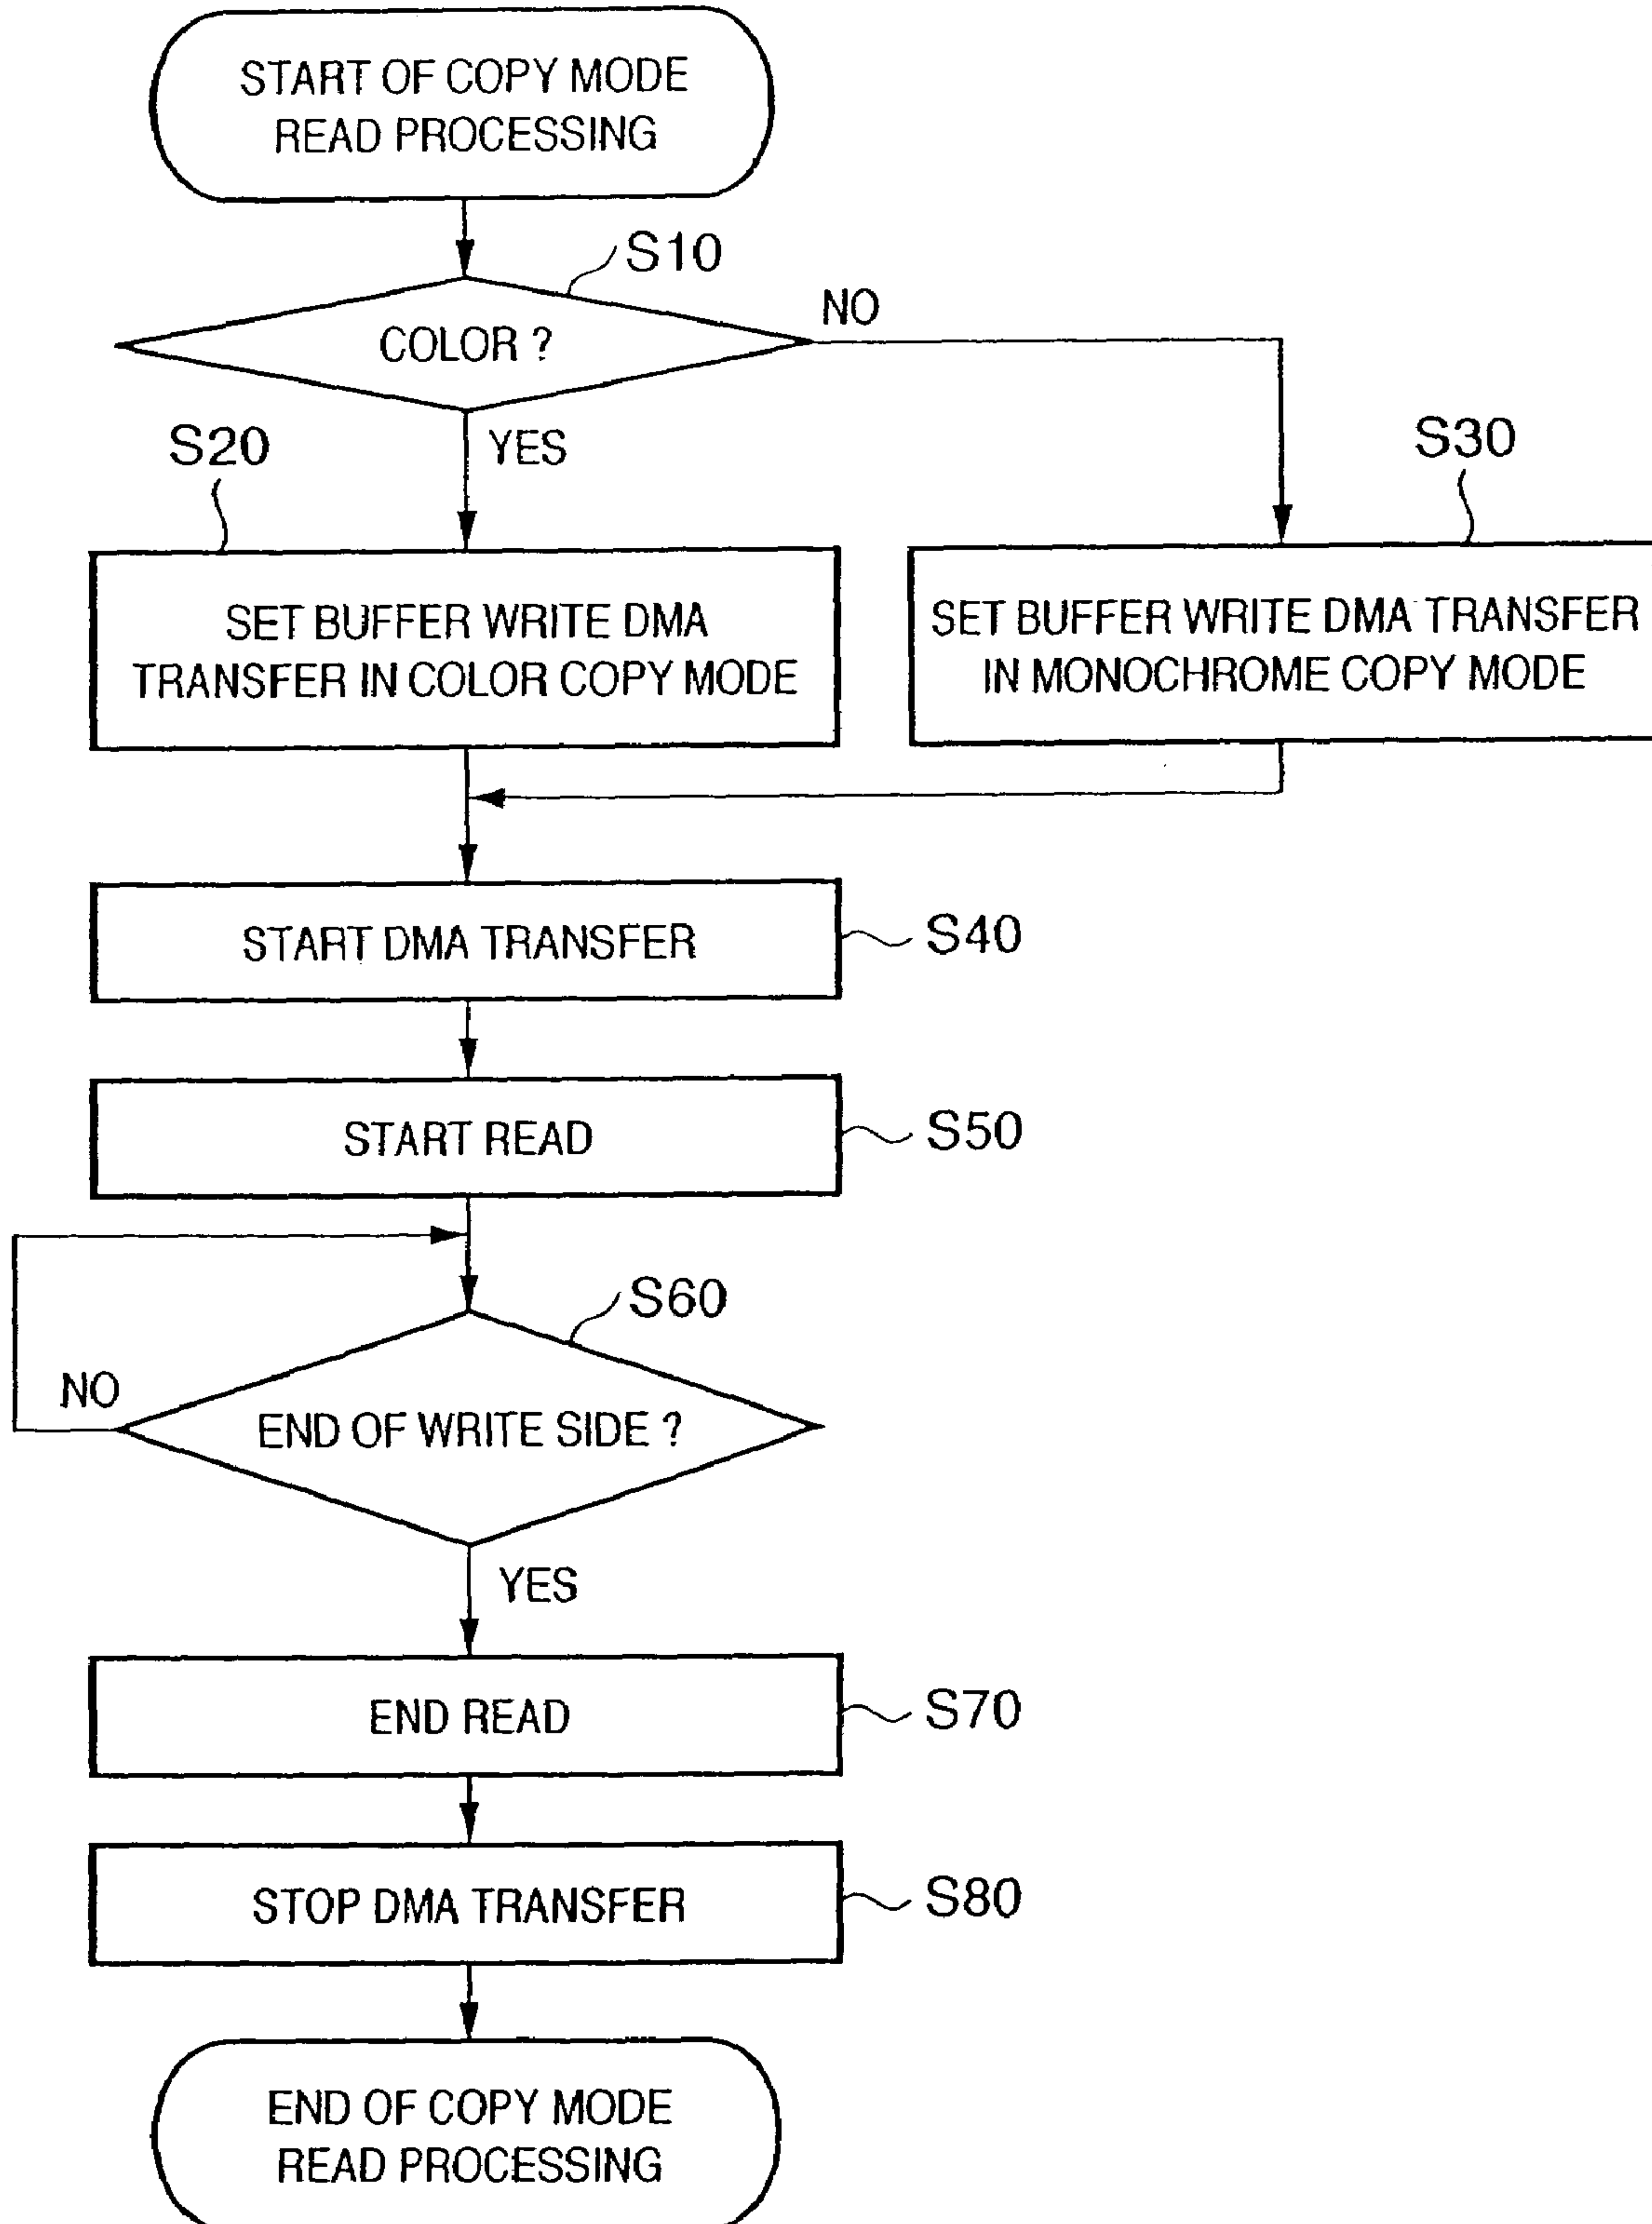 START OF COPY MODE
READ PROCESSING
S10
COLOR ?
NO
YES
S20
S30
SET BUFFER WRITE DMA
TRANSFER IN COLOR COPY MODE
SET BUFFER WRITE DMA TRANSFER
IN MONOCHROME COPY MODE
START DMA TRANSFER
S40
START READ
S50
S60
NO
END OF WRITE SIDE ?
YES
END READ
S70
STOP DMA TRANSFER
S80
END OF COPY MODE
READ PROCESSING